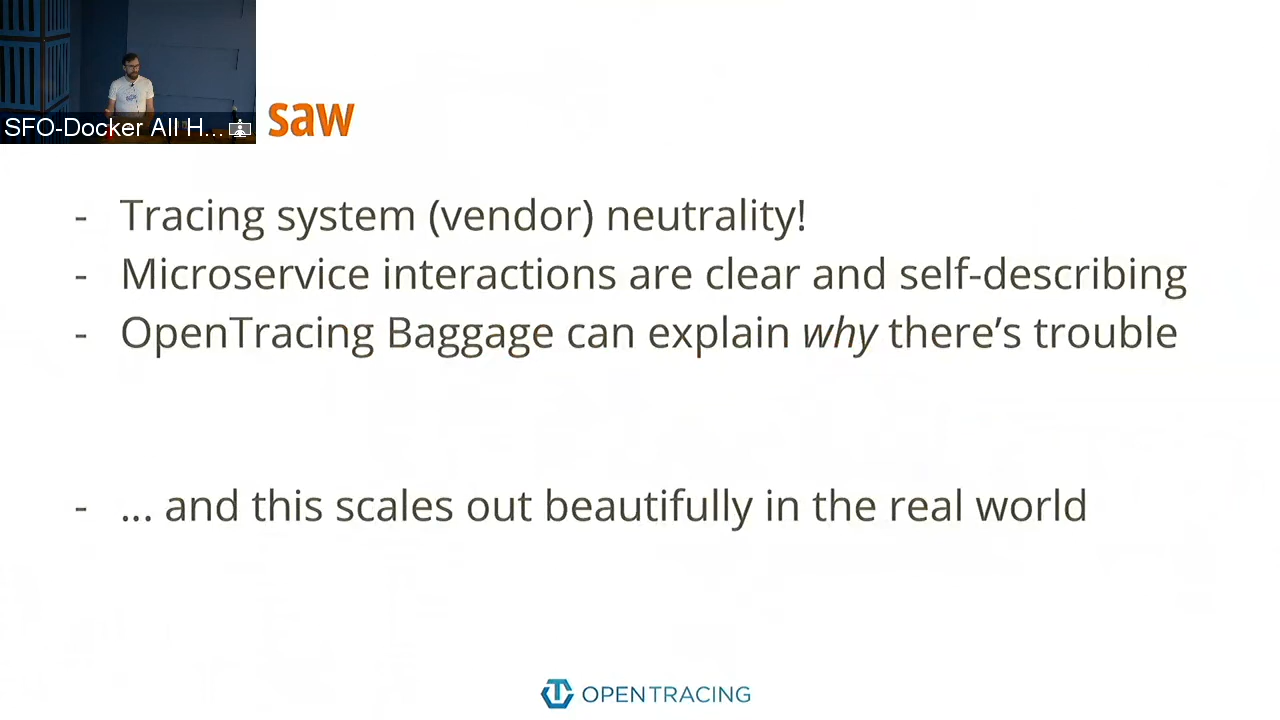 SFO-Docker All H...
saw
- Tracing system (vendor) neutrality!
- Microservice interactions are clear and self-describing
- OpenTracing Baggage can explain why there's trouble
- ... and this scales out beautifully in the real world
OPENTRACING